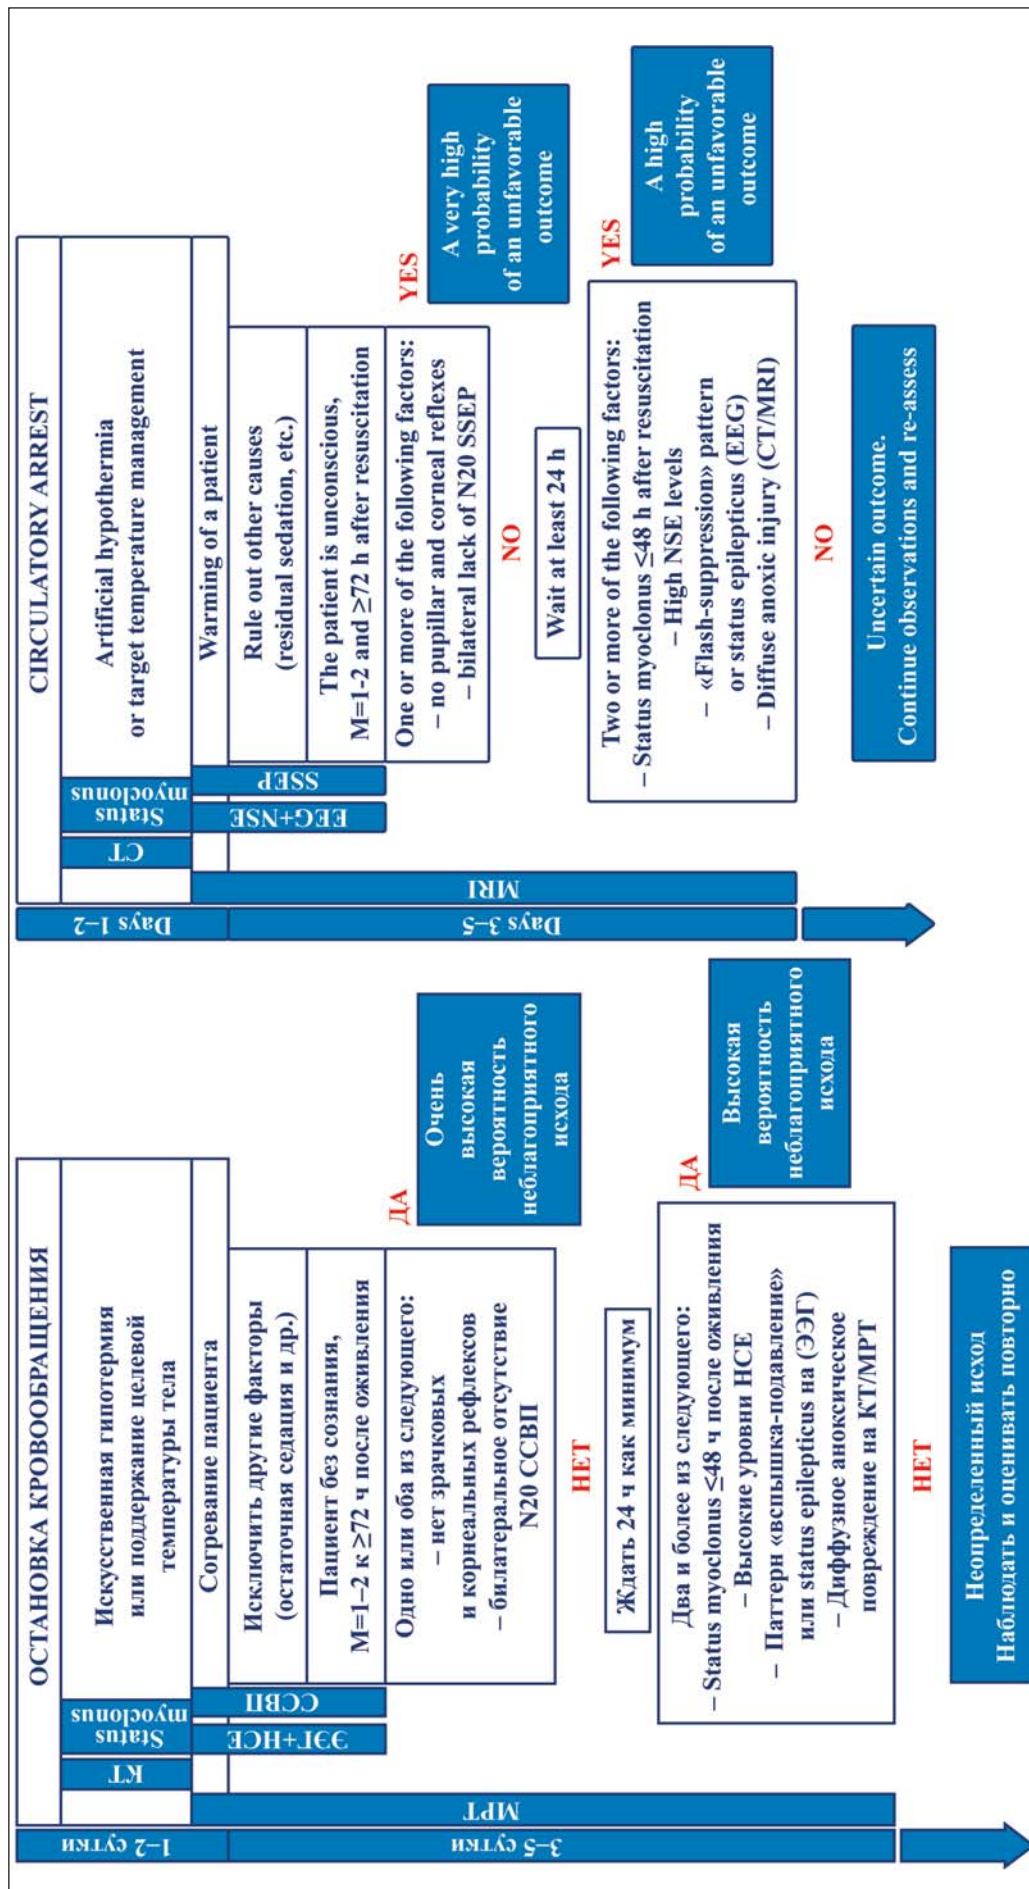 ОСТАНОВКА КРОВООБРАЩЕНИЯ
1–2 сутки
КТ
Status
myoclonus
Искусственная гипотермия
или поддержание целевой
температуры тела
Согревание пациента
3–5 сутки
МРТ
ЭЭГ+НСЕ
ССВП
Исключить другие факторы
(остаточная седация и др.)
Пациент без сознания,
М=1–2 к ≥72 ч после оживления
Одно или оба из следующего:
– нет зрачковых
и корнеальных рефлексов
– билатеральное отсутствие
N20 ССВП
ДА
Очень
высокая
вероятность
неблагоприятного
исхода
НЕТ
Ждать 24 ч как минимум
Два и более из следующего:
– Status myoclonus ≤48 ч после оживления
– Высокие уровни НСЕ
– Паттерн «вспышка-подавление»
или status epilepticus на (ЭЭГ)
– Диффузное аноксическое
повреждение на КТ/МРТ
ДА
Высокая
вероятность
неблагоприятного
исхода
НЕТ
Неопределенный исход
Наблюдать и оценивать повторно
CIRCULATORY ARREST
Days 1–2
CT
Status
myoclonus
Artificial hypothermia
or target temperature management
Warming of a patient
Days 3–5
MRI
EEG+NSE
SSEP
Rule out other causes
(residual sedation, etc.)
The patient is unconscious,
M=1-2 and ≥72 h after resuscitation
One or more of the following factors:
– no pupillar and corneal reflexes
– bilateral lack of N20 SSEP
YES
A very high
probability
of an unfavorable
outcome
NO
Wait at least 24 h
Two or more of the following factors:
– Status myoclonus ≤48 h after resuscitation
– High NSE levels
– «Flash-suppression» pattern
or status epilepticus (EEG)
– Diffuse anoxic injury (CT/MRI)
YES
A high
probability
of an unfavorable
outcome
NO
Uncertain outcome.
Continue observations and re-assess